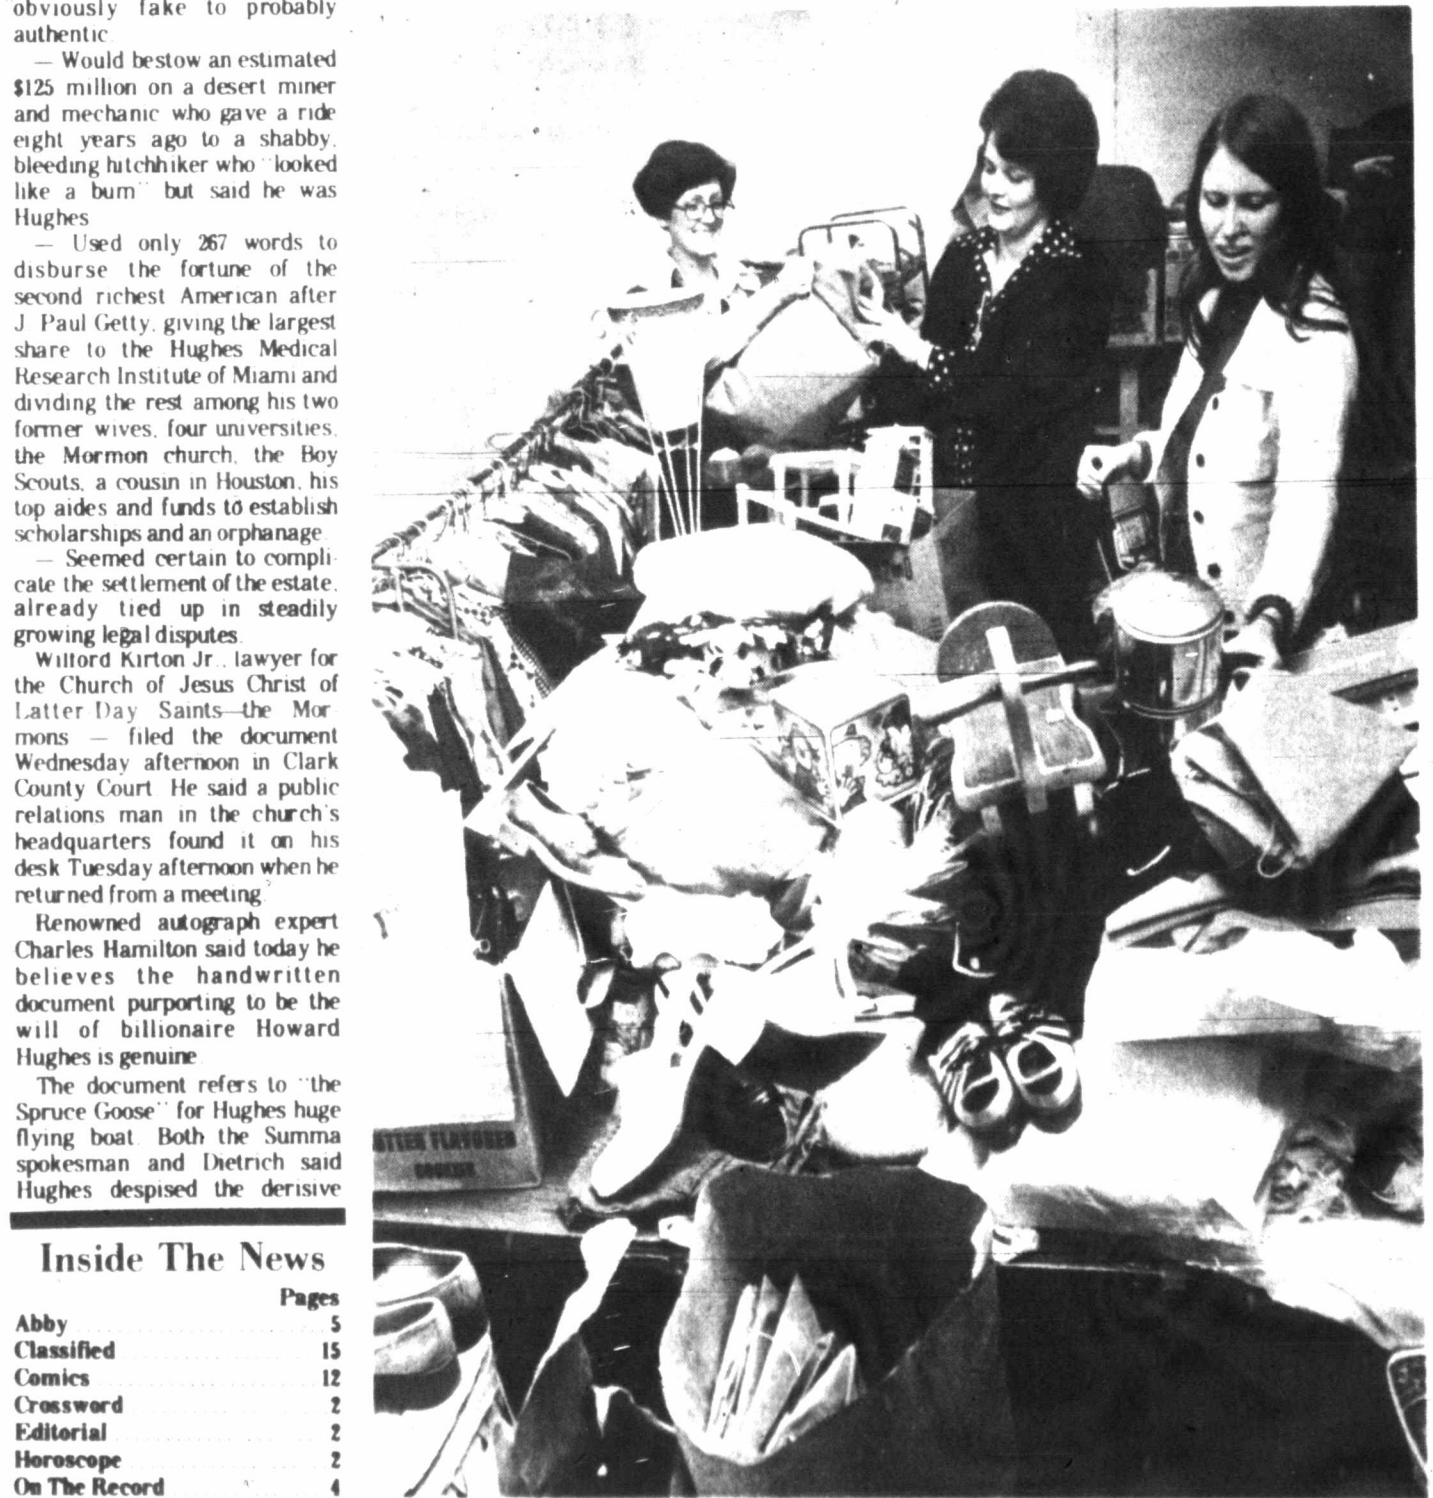 obviously fake to probably
authentic
— Would bestow an estimated
$125 million on a desert miner
and mechanic who gave a ride
eight years ago to a shabby,
bleeding hitchhiker who "looked
like a bum" but said he was
Hughes
— Used only 267 words to
disburse the fortune of the
second richest American after
J Paul Getty, giving the largest
share to the Hughes Medical
Research Institute of Miami and
dividing the rest among his two
former wives, four universities,
the Mormon church, the Boy
Scouts, a cousin in Houston, his
top aides and funds to establish
scholarships and an orphanage
— Seemed certain to compli-
cate the settlement of the estate,
already tied up in steadily
growing legal disputes.
Wilford Kirton Jr., lawyer for
the Church of Jesus Christ of
Latter Day Saints—the Mor
mons — filed the document
Wednesday afternoon in Clark
County Court He said a public
relations man in the church's
headquarters found it on his
desk Tuesday afternoon when he
returned from a meeting.
Renowned autograph expert
Charles Hamilton said today he
believes the handwritten
document purporting to be the
will of billionaire Howard
Hughes is genuine
The document refers to "the
Spruce Goose" for Hughes huge
flying boat Both the Summa
spokesman and Dietrich said
Hughes despised the derisive
Inside The News
Pages
Abby 5
Classified 15
Comics 12
Crossword 2
Editorial 2
Horoscope 2
On The Record 4
TTER FLAVORED